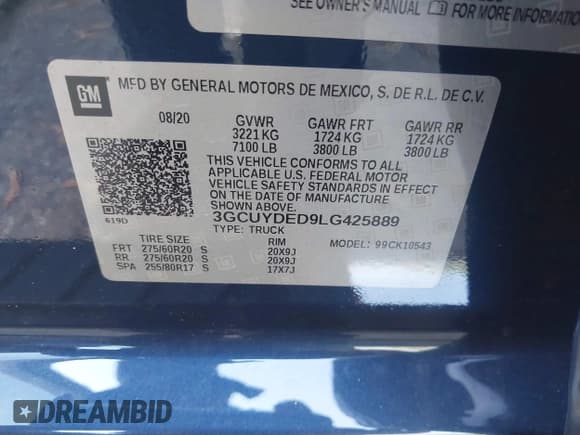 SEE OWNER'S MANUAL FOR MORE INFORMATION
GM
MFD BY GENERAL MOTORS DE MEXICO, S. DE R.L. DE C.V.
08/20 GVWR GAWR FRT GAWR RR
3221 KG 1724 KG 1724 KG
7100 LB 3800 LB 3800 LB
THIS VEHICLE CONFORMS TO ALL
APPLICABLE U.S. FEDERAL MOTOR
VEHICLE SAFETY STANDARDS IN EFFECT
ON THE DATE OF MANUFACTURE
SHOWN ABOVE.
619D 3GCUYDED9LG425889
TYPE: TRUCK MODEL: 99CK10543
TIRE SIZE RIM
FRT 275/60R20 S 20X9J
RR 275/60R20 S 20X9J
SPA 255/80R17 S 17X7J
DREAMBID